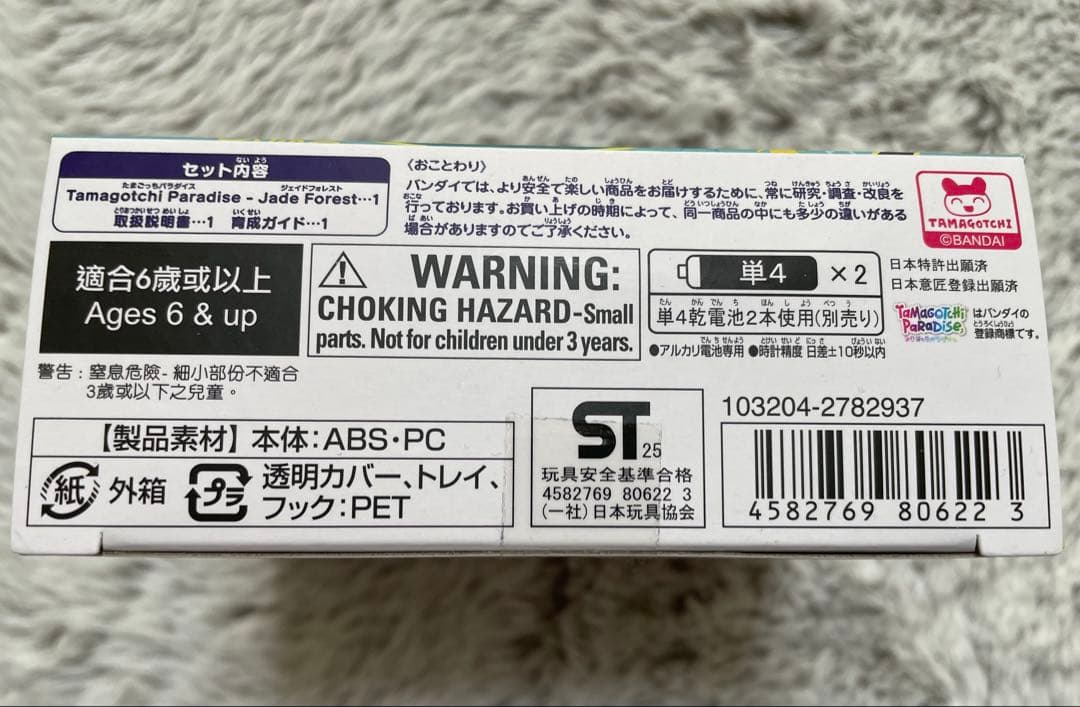 セット内容
Tamagotchi Paradise - Jade Forest…1
取扱説明書…1 育成ガイド…1
〈おことわり〉
バンダイでは、より安全で楽しい商品をお届けするために、常に研究・調査・改良を
行っております。お買い上げの時期によって、同一商品の中にも多少の違いがある
場合がありますのでご了承ください。
TAMAGOTCHI
©BANDAI
適合6歲或以上
Ages 6 & up
WARNING:
CHOKING HAZARD-Small
parts. Not for children under 3 years.
単4 ×2
単4乾電池2本使用(別売り)
●アルカリ電池専用 ●時計精度 日差±10秒以内
日本特許出願済
日本意匠登録出願済
TAMAGOTCHI PARADISE はバンダイの
登録商標です。
警告：窒息危險-細小部份不適合
3歲或以下之兒童。
【製品素材】本体：ABS・PC
紙 外箱 プラ 透明カバー、トレイ、
フック：PET
ST 25
玩具安全基準合格
4582769 80622 3
(一社)日本玩具協会
103204-2782937
4582769 80622 3